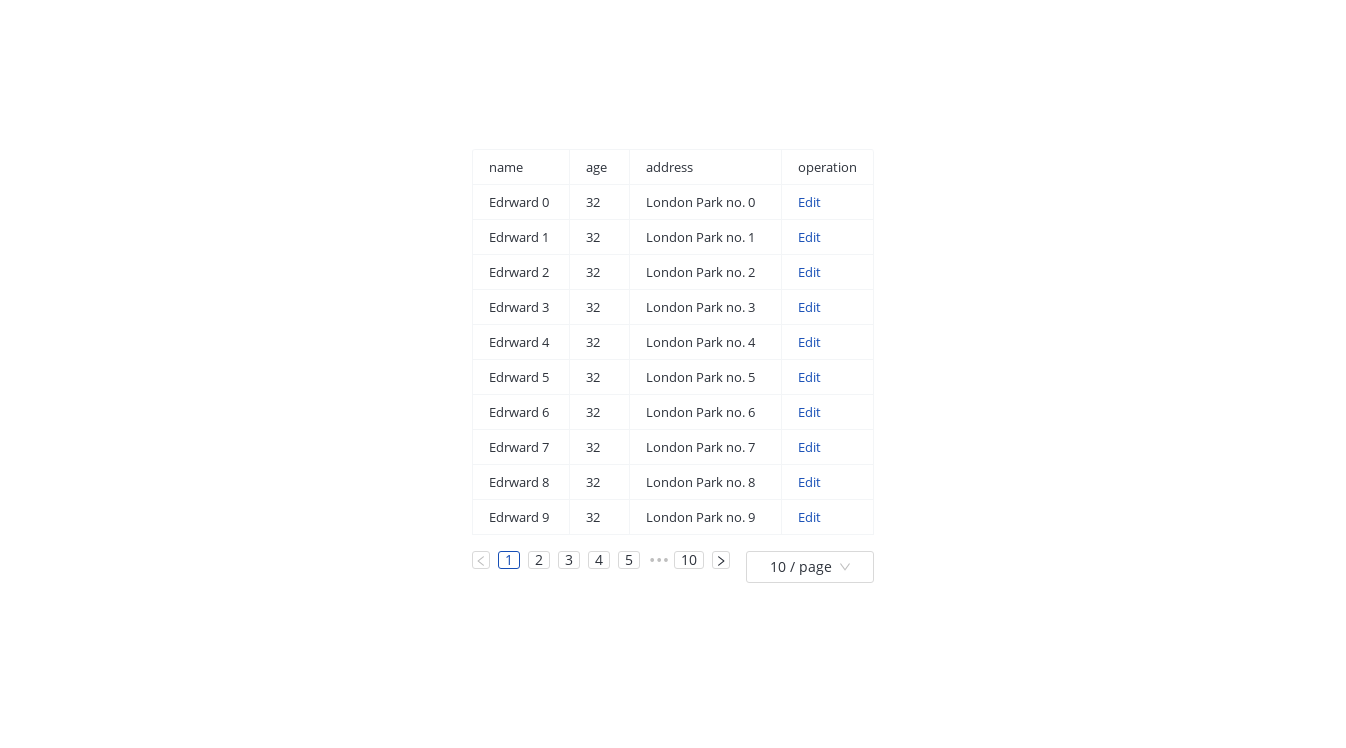 name age address operation
Edrward 0 32 London Park no. 0 Edit
Edrward 1 32 London Park no. 1 Edit
Edrward 2 32 London Park no. 2 Edit
Edrward 3 32 London Park no. 3 Edit
Edrward 4 32 London Park no. 4 Edit
Edrward 5 32 London Park no. 5 Edit
Edrward 6 32 London Park no. 6 Edit
Edrward 7 32 London Park no. 7 Edit
Edrward 8 32 London Park no. 8 Edit
Edrward 9 32 London Park no. 9 Edit
1 2 3 4 5 ••• 10 10 / page